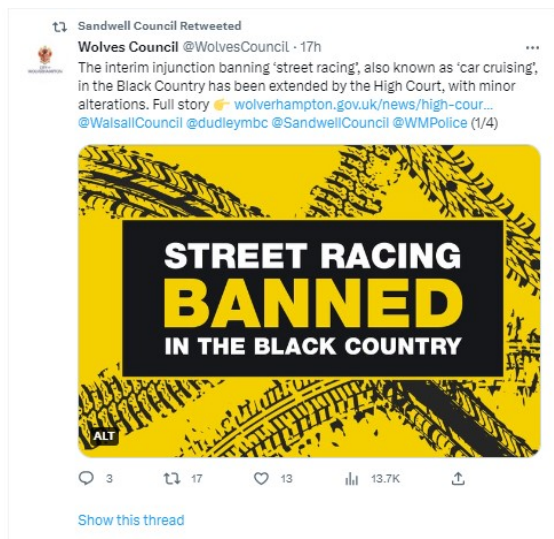 Sandwell Council Retweeted
Wolves Council @WolvesCouncil · 17h
The interim injunction banning ‘street racing’, also known as ‘car cruising’,
in the Black Country has been extended by the High Court, with minor
alterations. Full story 👉 wolverhampton.gov.uk/news/high-cour...
@WalsallCouncil @dudleymbc @SandwellCouncil @WMPolice (1/4)
STREET RACING
BANNED
IN THE BLACK COUNTRY
ALT
3 17 13 13.7K
Show this thread